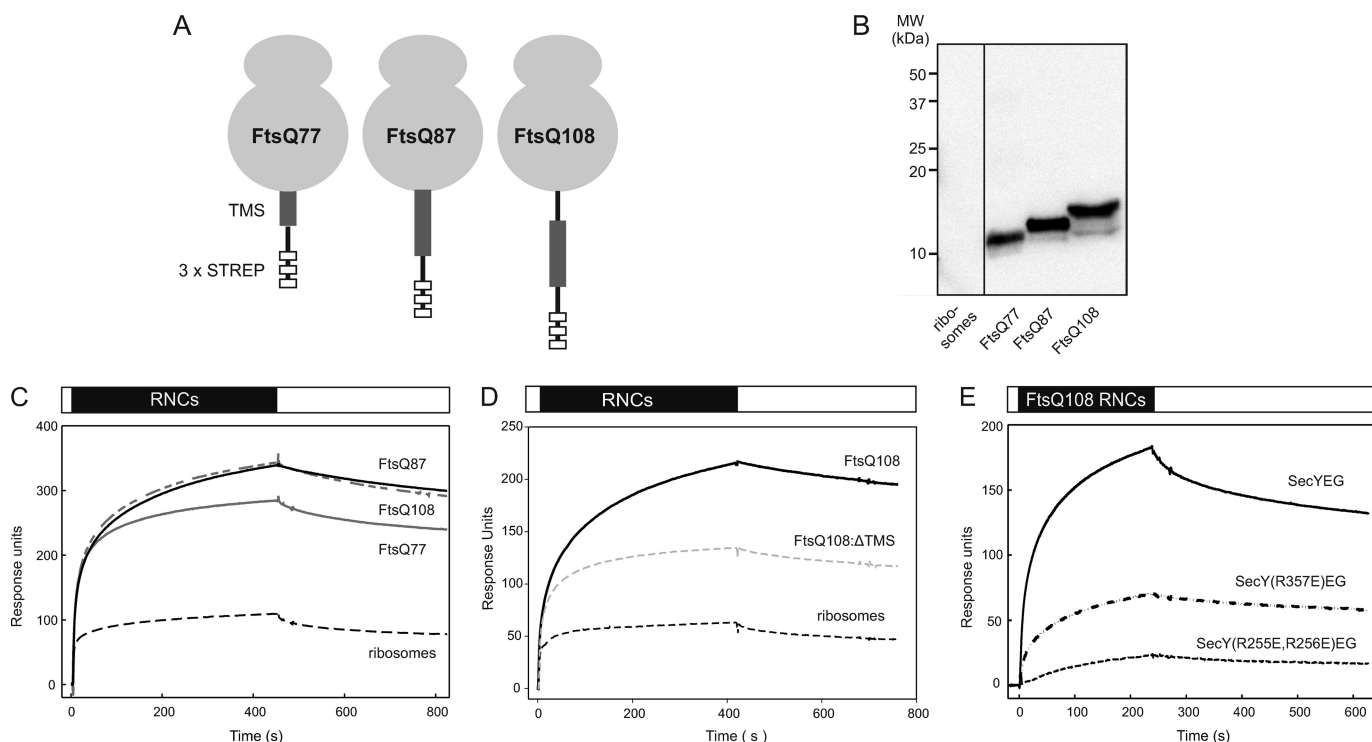 A
FtsQ77
FtsQ87
FtsQ108
TMS
3 x STREP
B
MW
(kDa)
50
37
25
20
10
ribo-
somes
FtsQ77
FtsQ87
FtsQ108
C
RNCs
400
300
200
100
0
Response units
FtsQ87
FtsQ108
FtsQ77
ribosomes
0
200
400
600
800
Time (s)
D
RNCs
250
200
150
100
50
0
Response Units
FtsQ108
FtsQ108:ΔTMS
ribosomes
0
200
400
600
800
Time ( s )
E
FtsQ108 RNCs
200
150
100
50
0
Response units
SecYEG
SecY(R357E)EG
SecY(R255E,R256E)EG
0
100
200
300
400
500
600
Time (s)